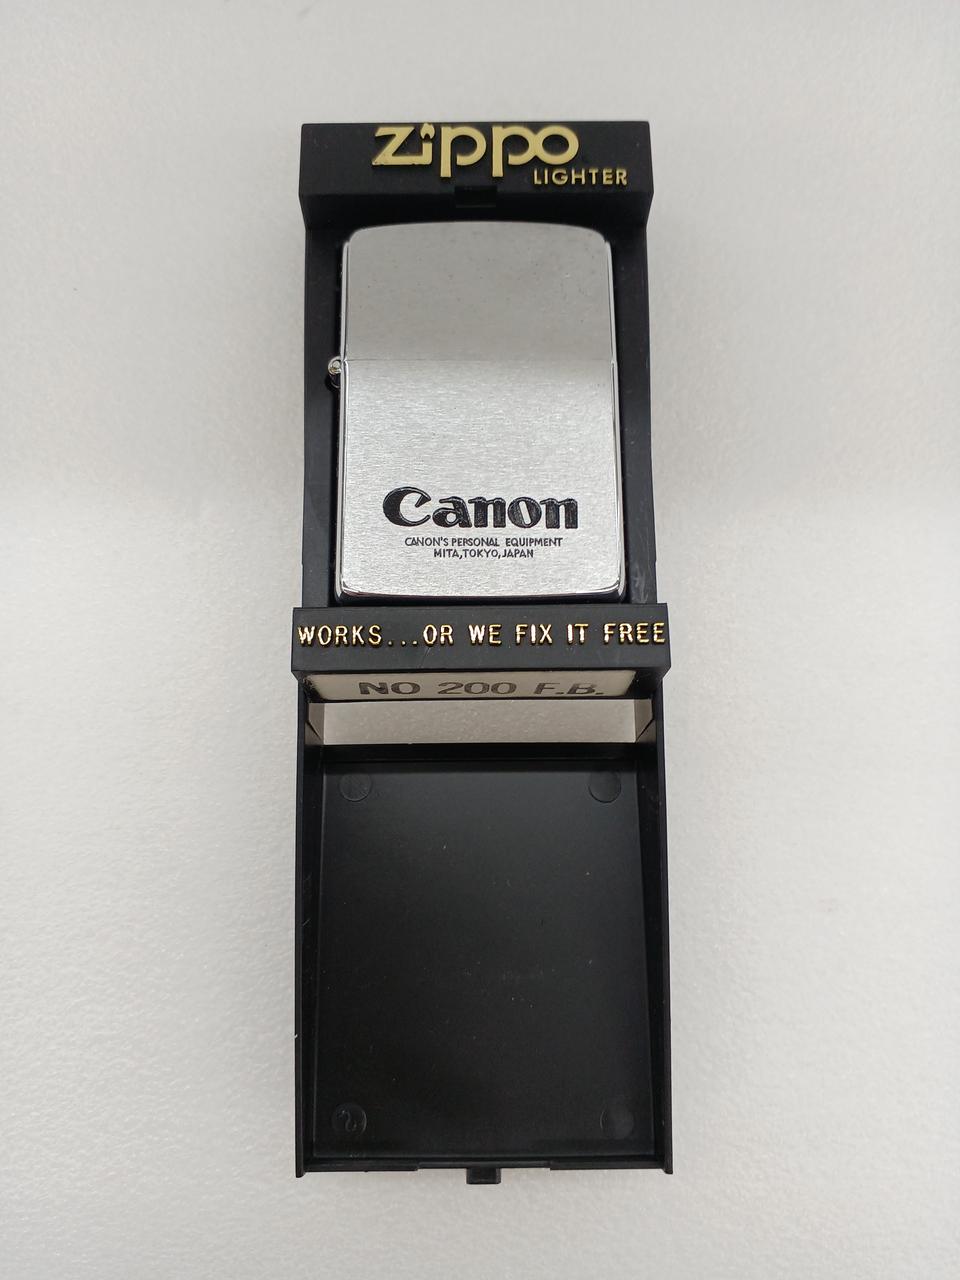 zippo
LIGHTER
Canon
CANON'S PERSONAL EQUIPMENT
MITA,TOKYO,JAPAN
WORKS...OR WE FIX IT FREE
NO 200 F.B.